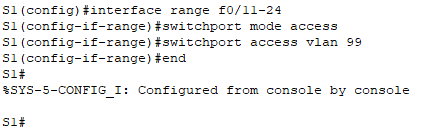 S1(config)#interface range f0/11-24
S1(config-if-range)#switchport mode access
S1(config-if-range)#switchport access vlan 99
S1(config-if-range)#end
S1#
%SYS-5-CONFIG_I: Configured from console by console
S1#